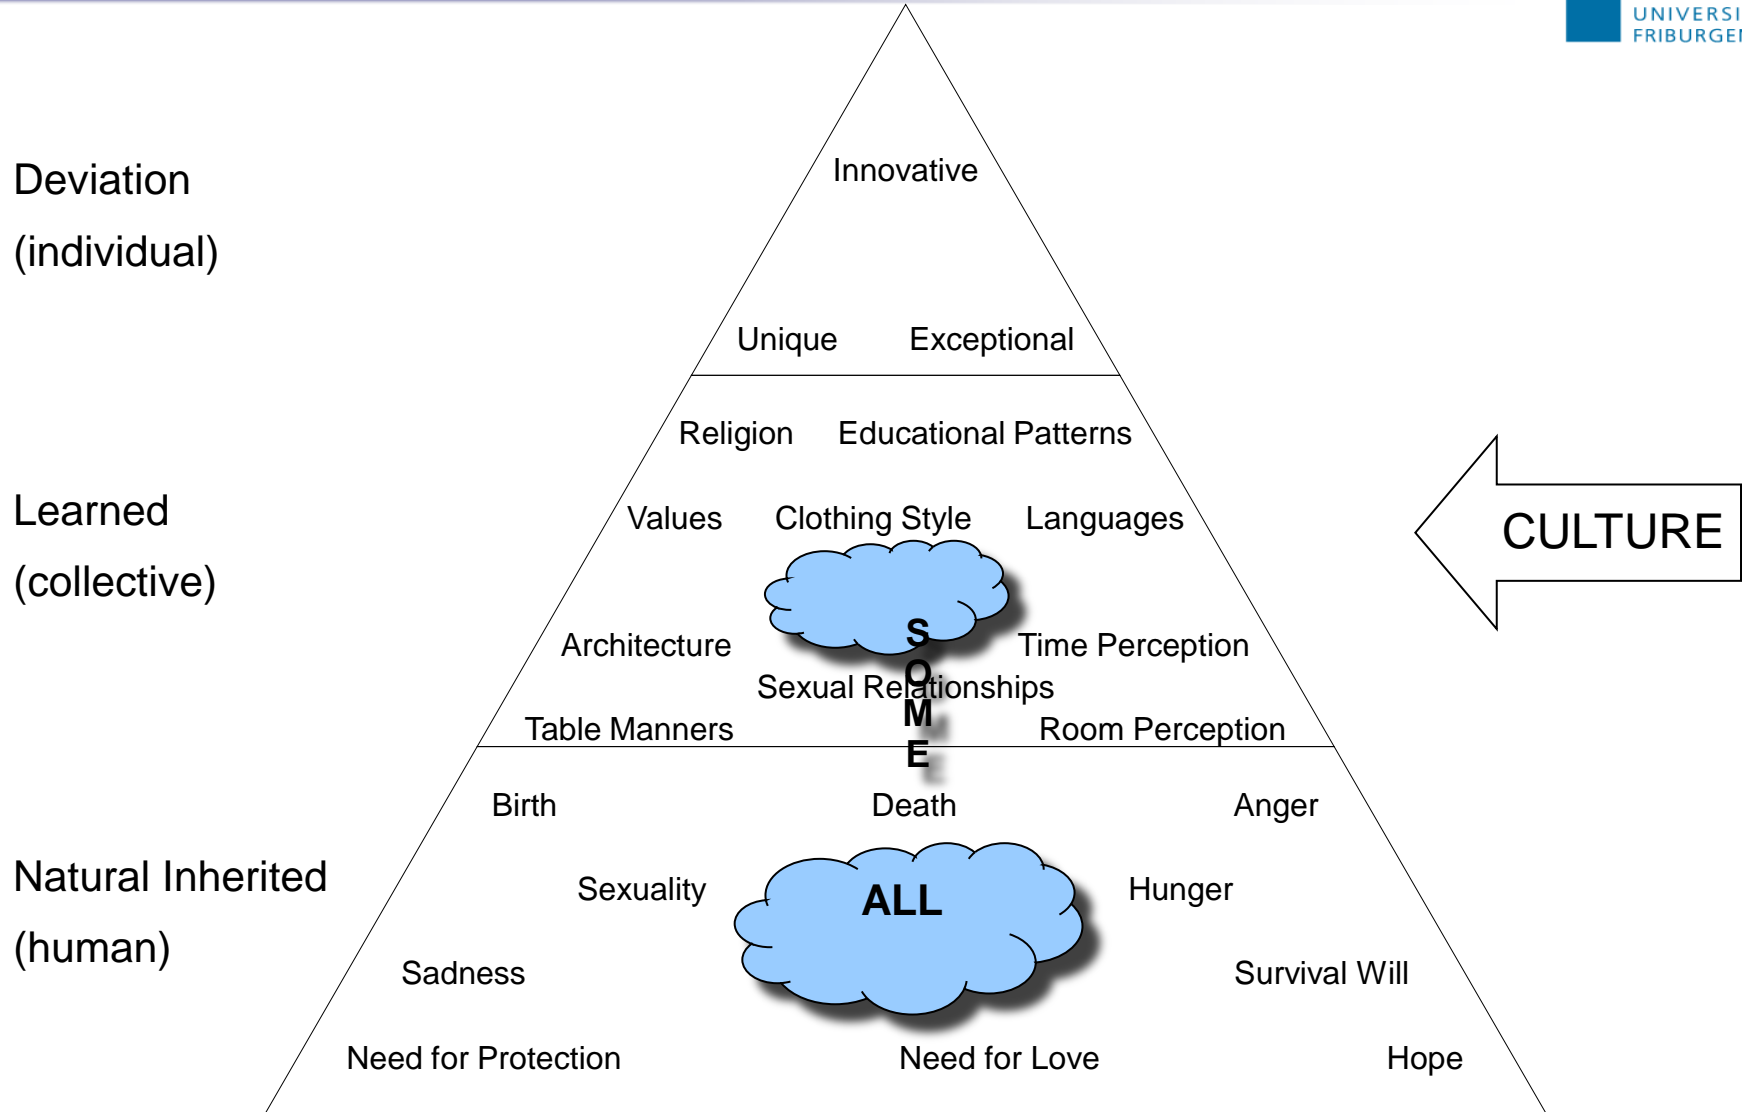 UNIVERSI
FRIBURGEN
Deviation
(individual)
Innovative
Unique Exceptional
Religion Educational Patterns
Learned
(collective)
Values Clothing Style Languages
CULTURE
SOME
Architecture Time Perception
Sexual Relationships
Table Manners Room Perception
Birth Death Anger
Natural Inherited
(human)
Sexuality ALL Hunger
Sadness Survival Will
Need for Protection Need for Love Hope